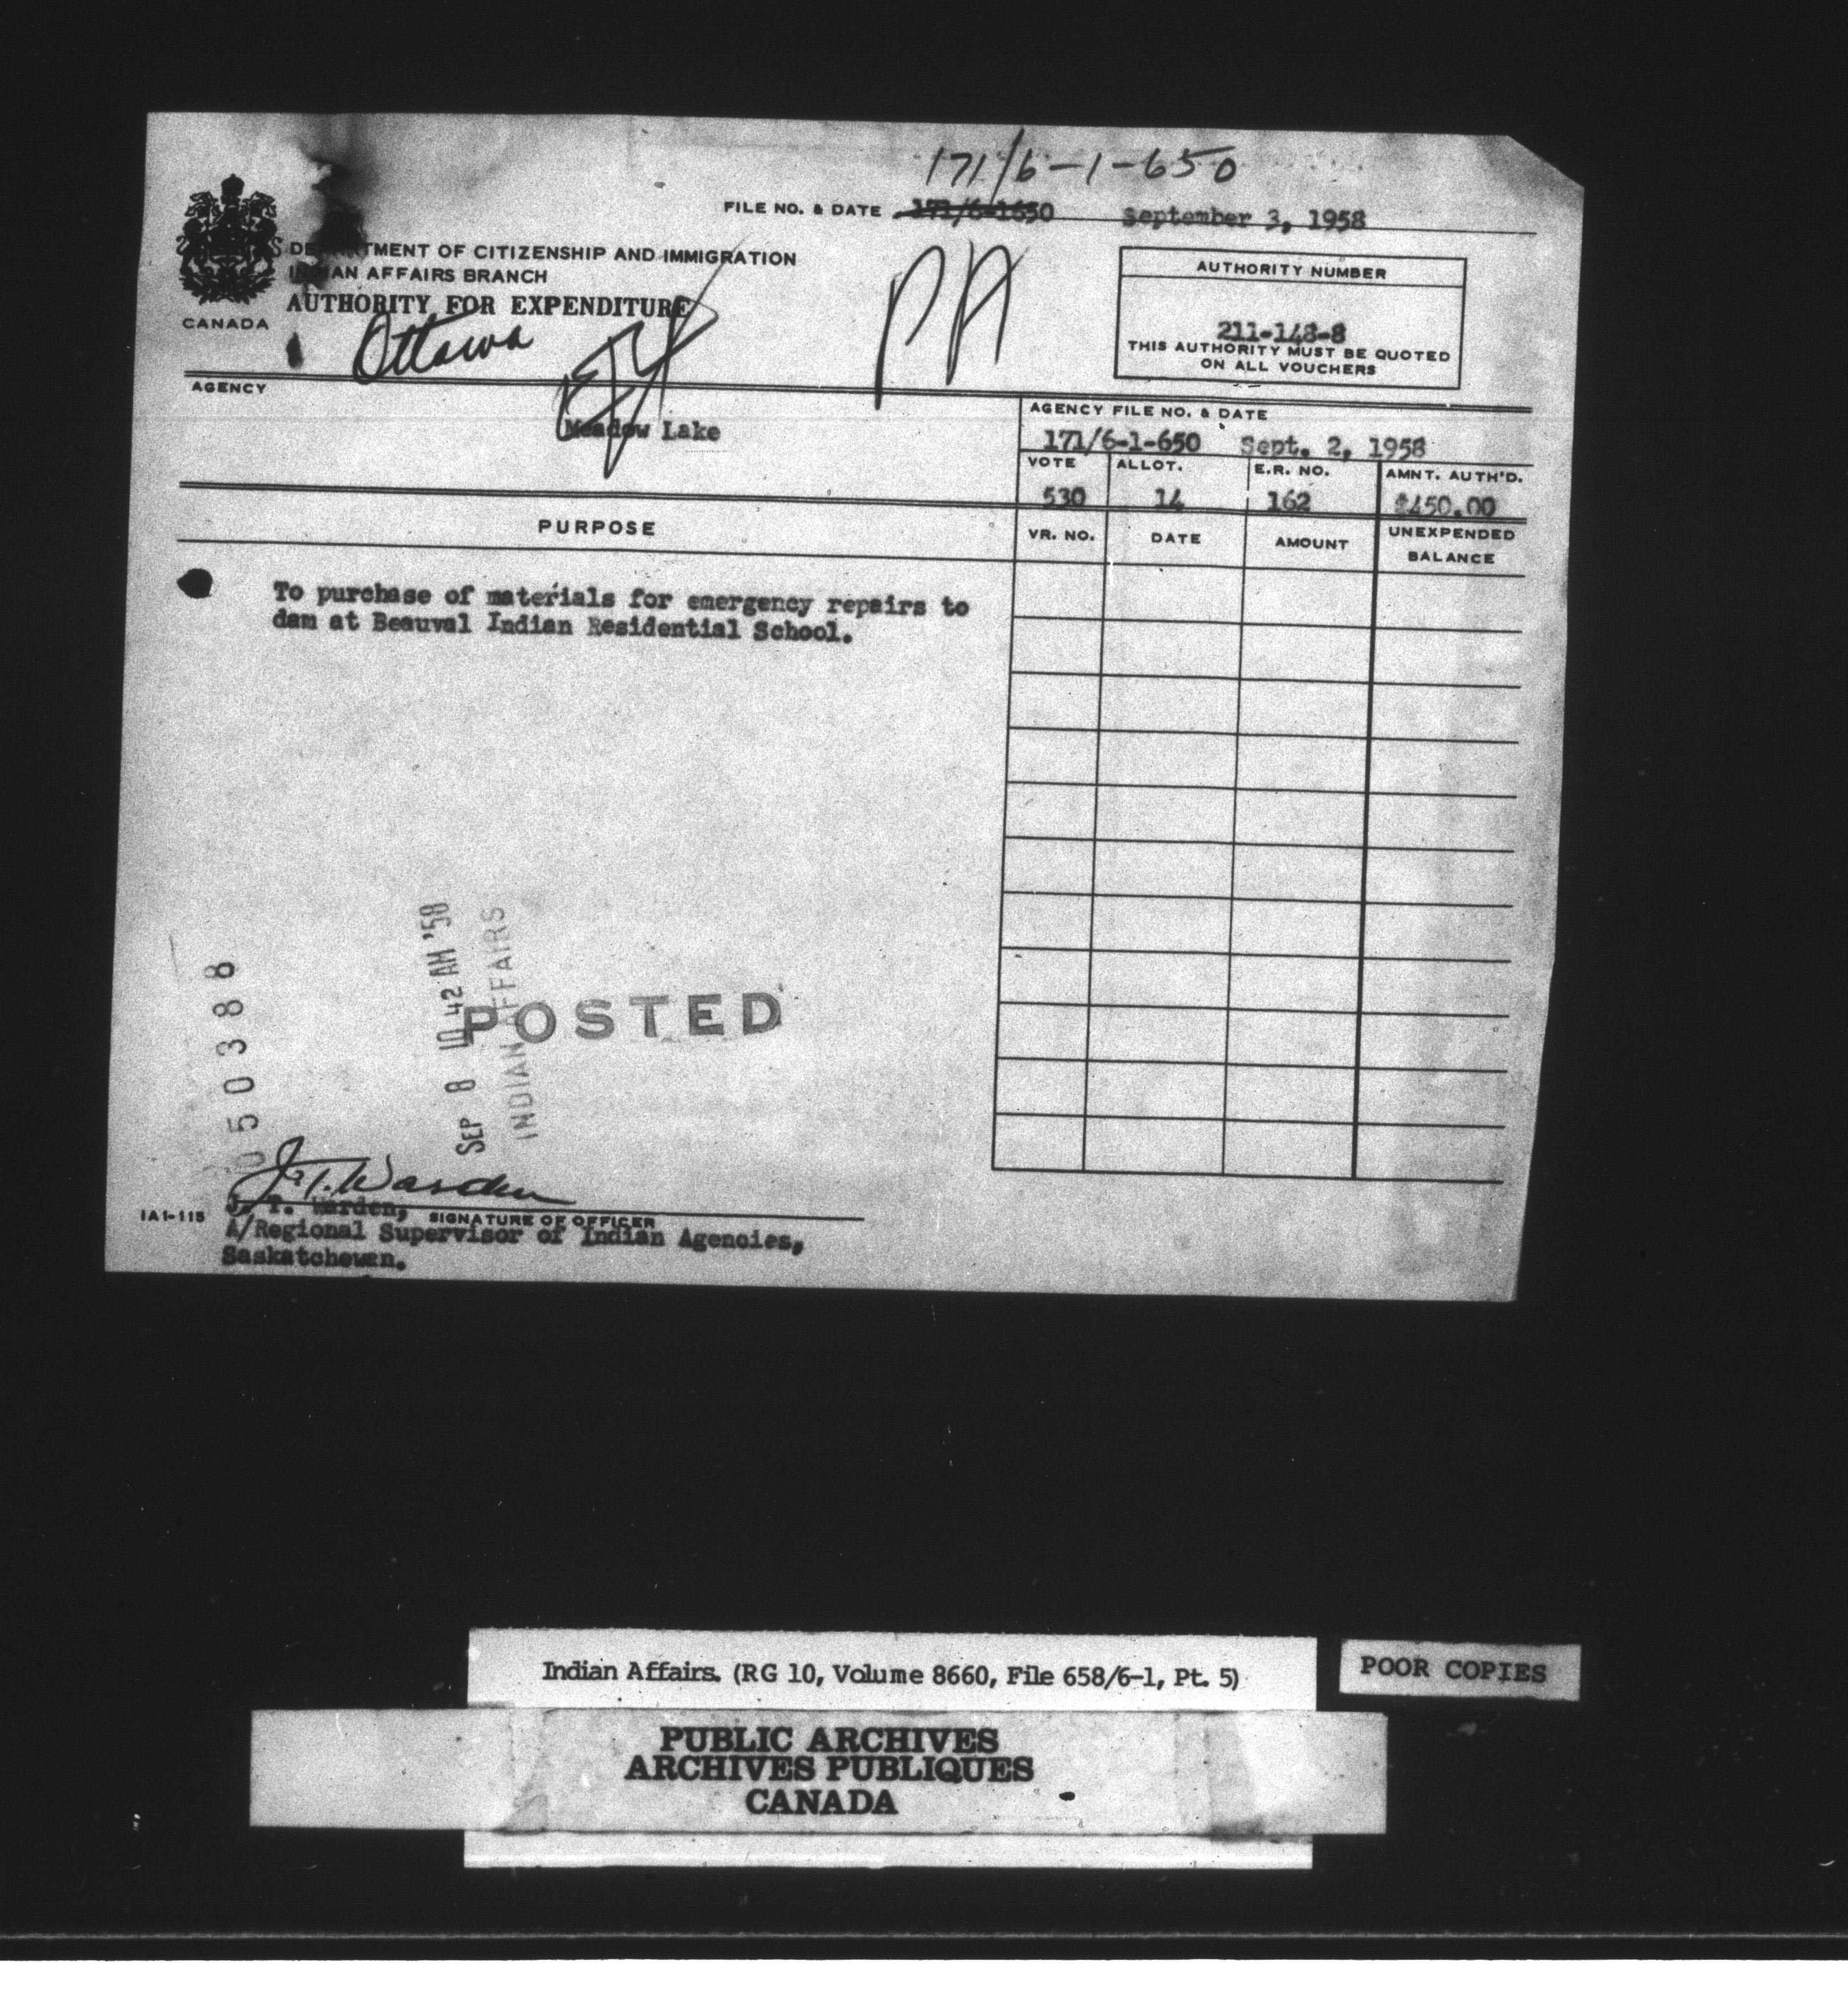 171/6-1-650
FILE NO. & DATE 171/6-1650 September 3, 1958
DEPARTMENT OF CITIZENSHIP AND IMMIGRATION
INDIAN AFFAIRS BRANCH
AUTHORITY FOR EXPENDITURE
CANADA
Ottawa
PA
AUTHORITY NUMBER
211-148-8
THIS AUTHORITY MUST BE QUOTED
ON ALL VOUCHERS
AGENCY
Meadow Lake
AGENCY FILE NO. & DATE
171/6-1-650 Sept. 2, 1958
VOTE ALLOT. E.R. NO. AMNT. AUTH'D.
530 14 162 $450.00
PURPOSE
VR. NO. DATE AMOUNT UNEXPENDED BALANCE
To purchase of materials for emergency repairs to
dam at Beauval Indian Residential School.
050388
SEP 8 10 42 AM '58
INDIAN AFFAIRS
POSTED
J. T. Warden
J. T. Warden,
IA1-115 SIGNATURE OF OFFICER
A/Regional Supervisor of Indian Agencies,
Saskatchewan.
Indian Affairs. (RG 10, Volume 8660, File 658/6-1, Pt. 5)
POOR COPIES
PUBLIC ARCHIVES
ARCHIVES PUBLIQUES
CANADA